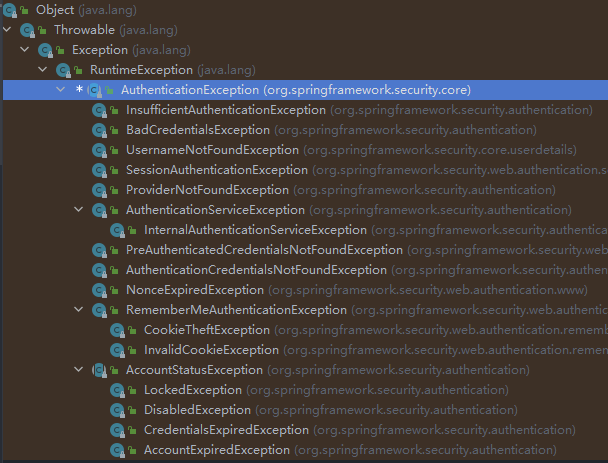 Object (java.lang)
Throwable (java.lang)
Exception (java.lang)
RuntimeException (java.lang)
* AuthenticationException (org.springframework.security.core)
InsufficientAuthenticationException (org.springframework.security.authentication)
BadCredentialsException (org.springframework.security.authentication)
UsernameNotFoundException (org.springframework.security.core.userdetails)
SessionAuthenticationException (org.springframework.security.web.authentication.s
ProviderNotFoundException (org.springframework.security.authentication)
AuthenticationServiceException (org.springframework.security.authentication)
InternalAuthenticationServiceException (org.springframework.security.authentica
PreAuthenticatedCredentialsNotFoundException (org.springframework.security.web
AuthenticationCredentialsNotFoundException (org.springframework.security.authe
NonceExpiredException (org.springframework.security.web.authentication.www)
RememberMeAuthenticationException (org.springframework.security.web.authentic
CookieTheftException (org.springframework.security.web.authentication.rememb
InvalidCookieException (org.springframework.security.web.authentication.reme
AccountStatusException (org.springframework.security.authentication)
LockedException (org.springframework.security.authentication)
DisabledException (org.springframework.security.authentication)
CredentialsExpiredException (org.springframework.security.authentication)
AccountExpiredException (org.springframework.security.authentication)